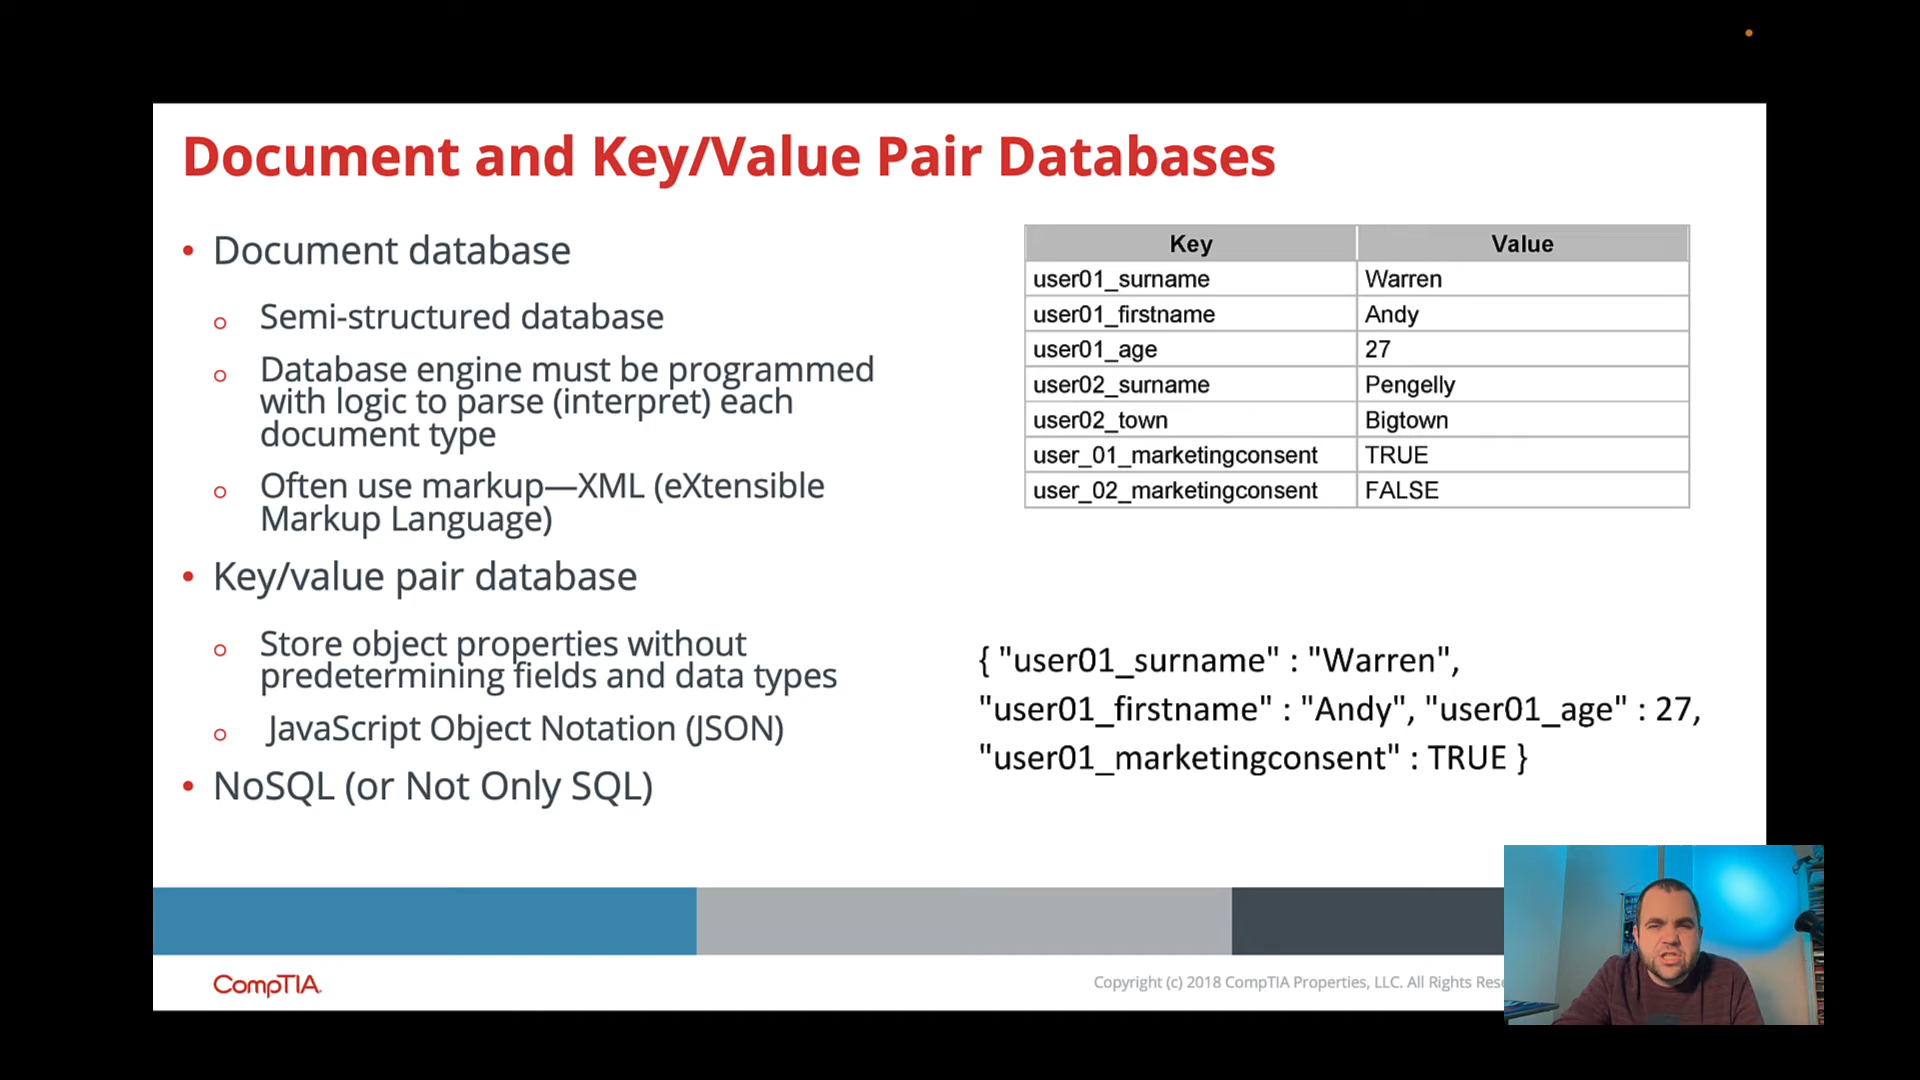 Document and Key/Value Pair Databases
• Document database
o Semi-structured database
o Database engine must be programmed
with logic to parse (interpret) each
document type
o Often use markup—XML (eXtensible
Markup Language)
• Key/value pair database
o Store object properties without
predetermining fields and data types
o JavaScript Object Notation (JSON)
• NoSQL (or Not Only SQL)
Key Value
user01_surname Warren
user01_firstname Andy
user01_age 27
user02_surname Pengelly
user02_town Bigtown
user_01_marketingconsent TRUE
user_02_marketingconsent FALSE
{ "user01_surname" : "Warren",
"user01_firstname" : "Andy", "user01_age" : 27,
"user01_marketingconsent" : TRUE }
CompTIA.
Copyright (c) 2018 CompTIA Properties, LLC. All Rights